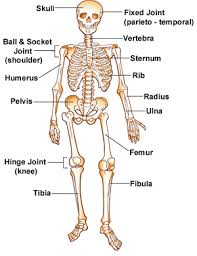 Skull
Fixed Joint
(parieto - temporal)
Vertebra
Ball & Socket
Joint
(shoulder)
Sternum
Rib
Humerus
Radius
Pelvis
Ulna
Femur
Hinge Joint
(knee)
Fibula
Tibia